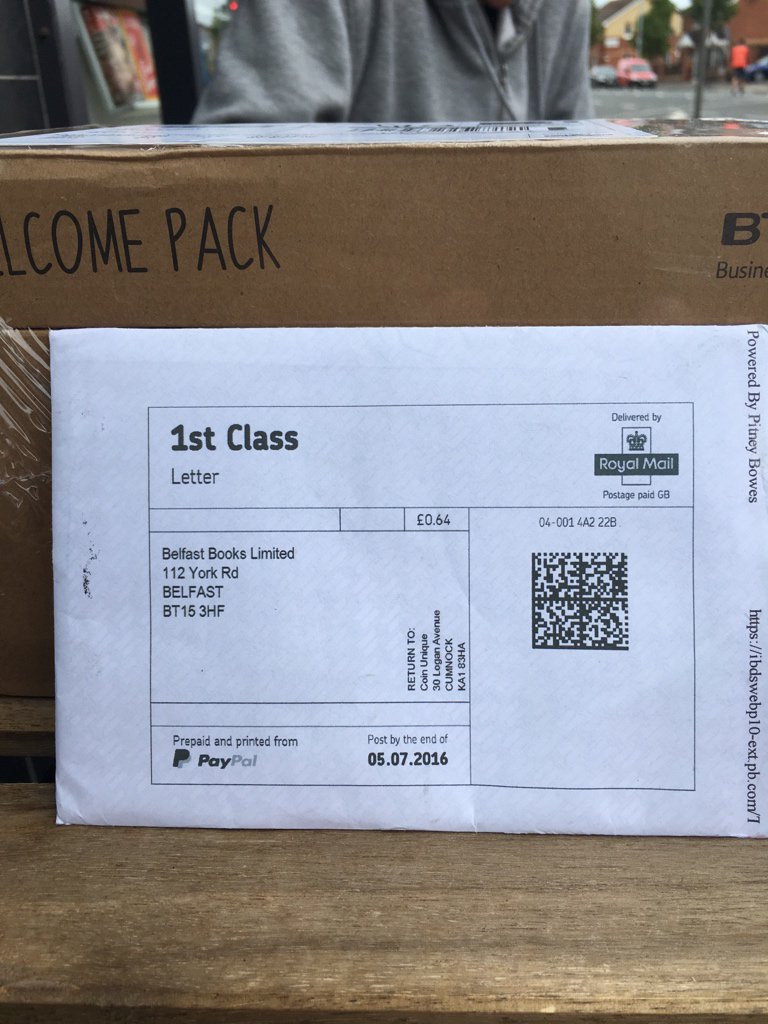 LCOME PACK
BT
Busine
1st Class
Letter
Delivered by
Royal Mail
Postage paid GB
£0.64
04-001 4A2 22B
Belfast Books Limited
112 York Rd
BELFAST
BT15 3HF
RETURN TO:
Coin Unique
30 Logan Avenue
CUMNOCK
KA1 83HA
Prepaid and printed from
PayPal
Post by the end of
05.07.2016
Powered By Pitney Bowes
https://ibdswebp10-ext.pb.com/T